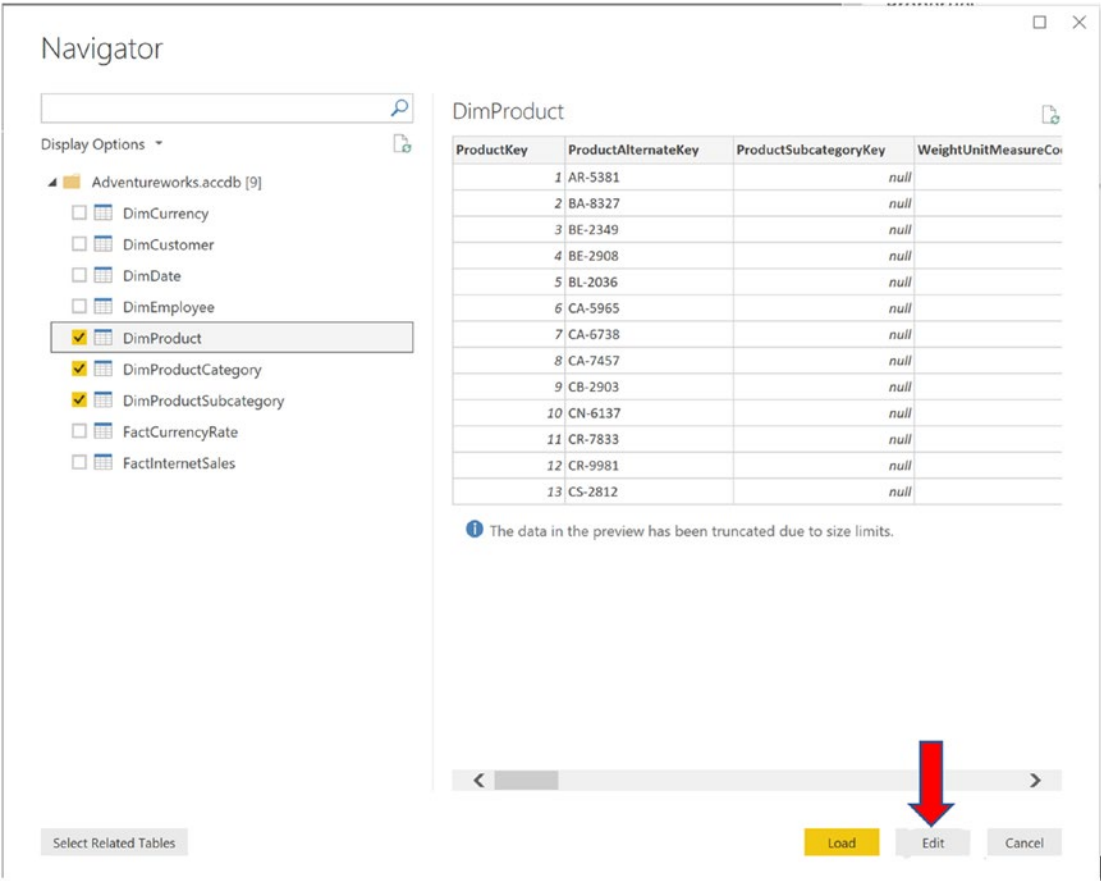 Navigator
Display Options
Adventureworks.accdb [9]
DimCurrency
DimCustomer
DimDate
DimEmployee
DimProduct
DimProductCategory
DimProductSubcategory
FactCurrencyRate
FactInternetSales
DimProduct
ProductKey ProductAlternateKey ProductSubcategoryKey WeightUnitMeasureCo
1 AR-5381 null
2 BA-8327 null
3 BE-2349 null
4 BE-2908 null
5 BL-2036 null
6 CA-5965 null
7 CA-6738 null
8 CA-7457 null
9 CB-2903 null
10 CN-6137 null
11 CR-7833 null
12 CR-9981 null
13 CS-2812 null
The data in the preview has been truncated due to size limits.
Select Related Tables
Load Edit Cancel